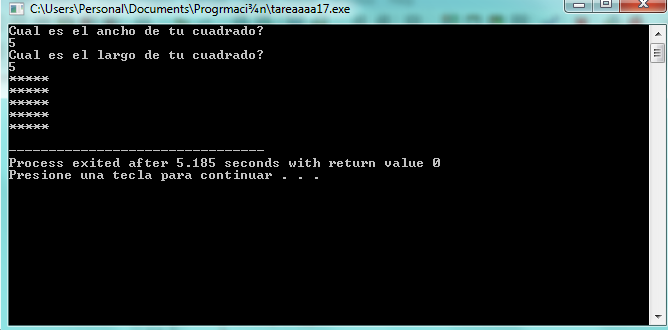 C:\Users\Personal\Documents\Progrmaci¾n\tareaaaa17.exe
Cual es el ancho de tu cuadrado?
5
Cual es el largo de tu cuadrado?
5
*****
*****
*****
*****
*****
--------------------------------
Process exited after 5.185 seconds with return value 0
Presione una tecla para continuar . . .